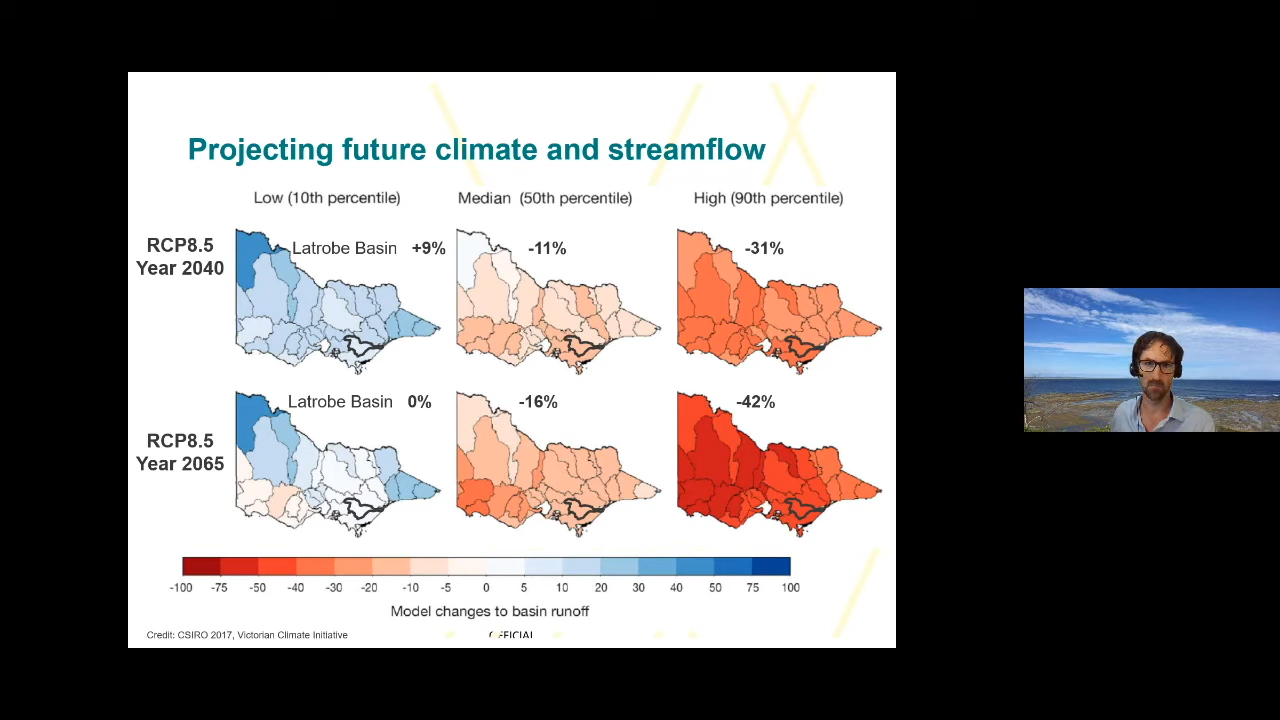 Projecting future climate and streamflow
Low (10th percentile) Median (50th percentile) High (90th percentile)
RCP8.5
Year 2040
Latrobe Basin +9% -11% -31%
RCP8.5
Year 2065
Latrobe Basin 0% -16% -42%
-100 -75 -50 -40 -30 -20 -10 -5 0 5 10 20 30 40 50 75 100
Model changes to basin runoff
Credit: CSIRO 2017, Victorian Climate Initiative
OFFICIAL